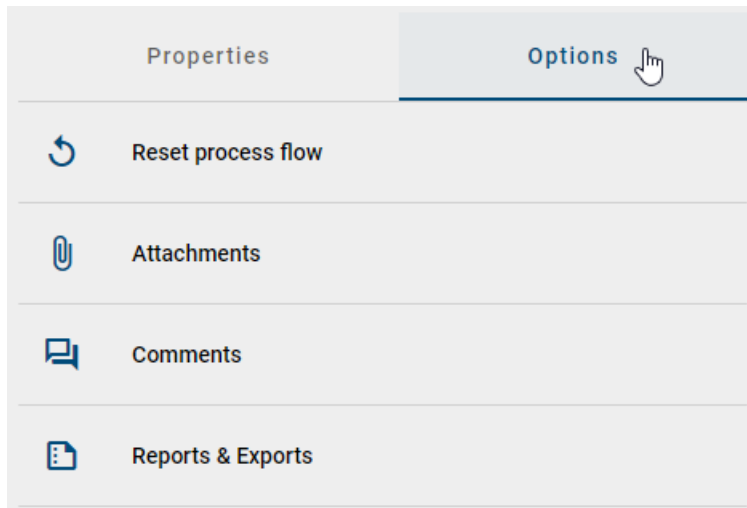 Properties
Options
Reset process flow
Attachments
Comments
Reports & Exports